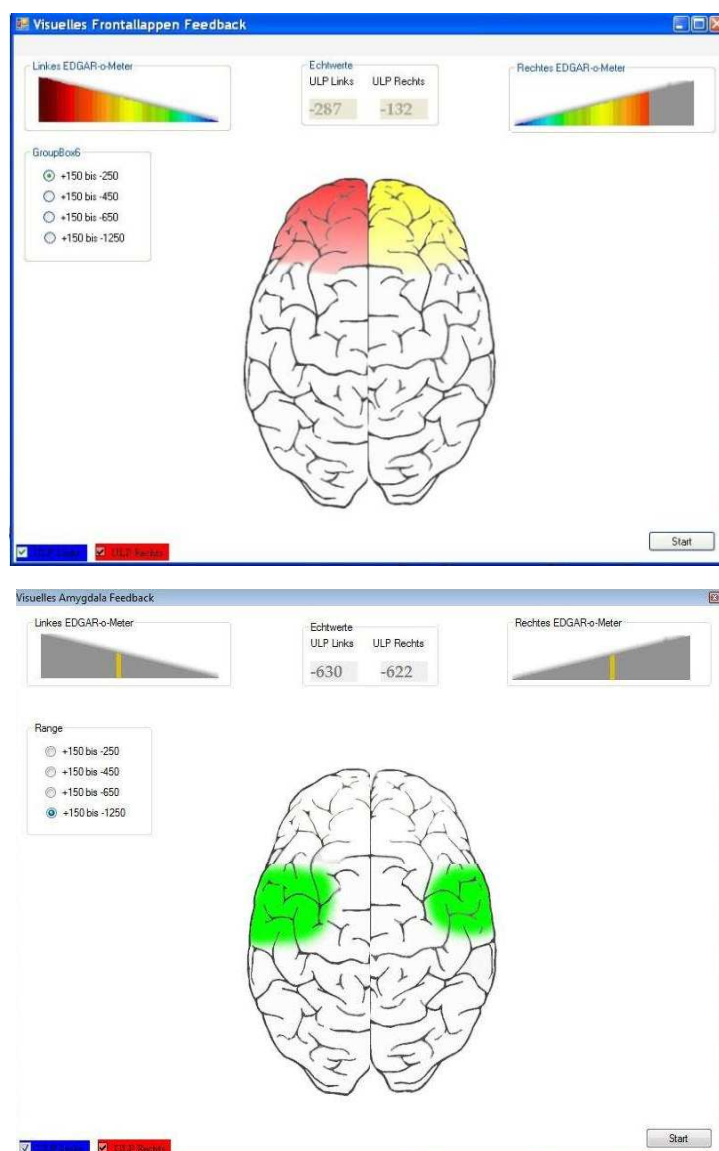 Visuelles Frontallappen Feedback
Linkes EDGAR-o-Meter
Echtwerte
ULP Links ULP Rechts
-287 -132
Rechtes EDGAR-o-Meter
GroupBox6
+150 bis -250
+150 bis -450
+150 bis -650
+150 bis -1250
Start
ULP Links ULP Rechts
Visuelles Amygdala Feedback
Linkes EDGAR-o-Meter
Echtwerte
ULP Links ULP Rechts
-630 -622
Rechtes EDGAR-o-Meter
Range
+150 bis -250
+150 bis -450
+150 bis -650
+150 bis -1250
Start
ULP Rechts